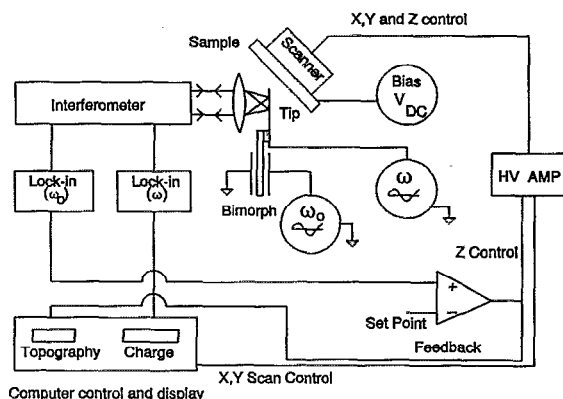 X,Y and Z control
Sample
Scanner
Bias
V DC
Interferometer
Tip
Lock-in
(ω₀)
Lock-in
(ω)
Bimorph
ω₀
ω
HV AMP
Z Control
+
−
Set Point
Feedback
Topography
Charge
X,Y Scan Control
Computer control and display